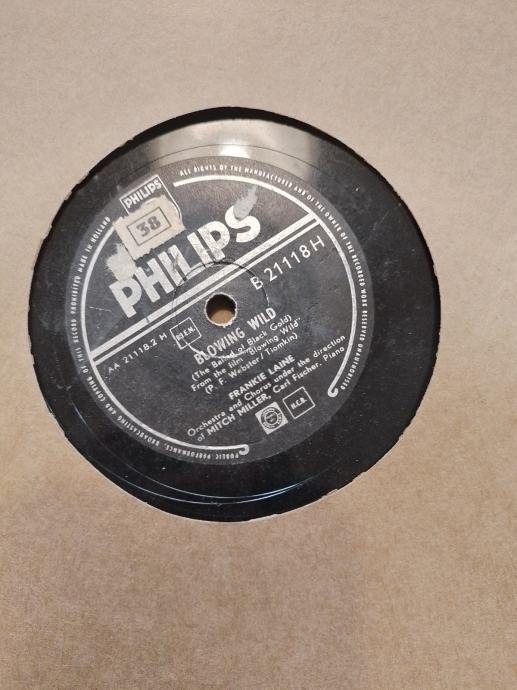 ALL RIGHTS OF THE MANUFACTURER AND OF THE OWNER OF THE RECORDED WORK RESERVED UNAUTHORISED
PUBLIC PERFORMANCE, BROADCASTING AND COPYING OF THIS RECORD PROHIBITED MADE IN HOLLAND
PHILIPS
38
PHILIPS
B 21118 H
AA 21118.2 H
BLOWING WILD
(The Ballad of Black Gold)
From the film "Blowing Wild"
(P. F. Webster/Tiomkin)
FRANKIE LAINE
Orchestra and Chorus under the direction
of MITCH MILLER, Carl Fischer, Piano
N.C.B.